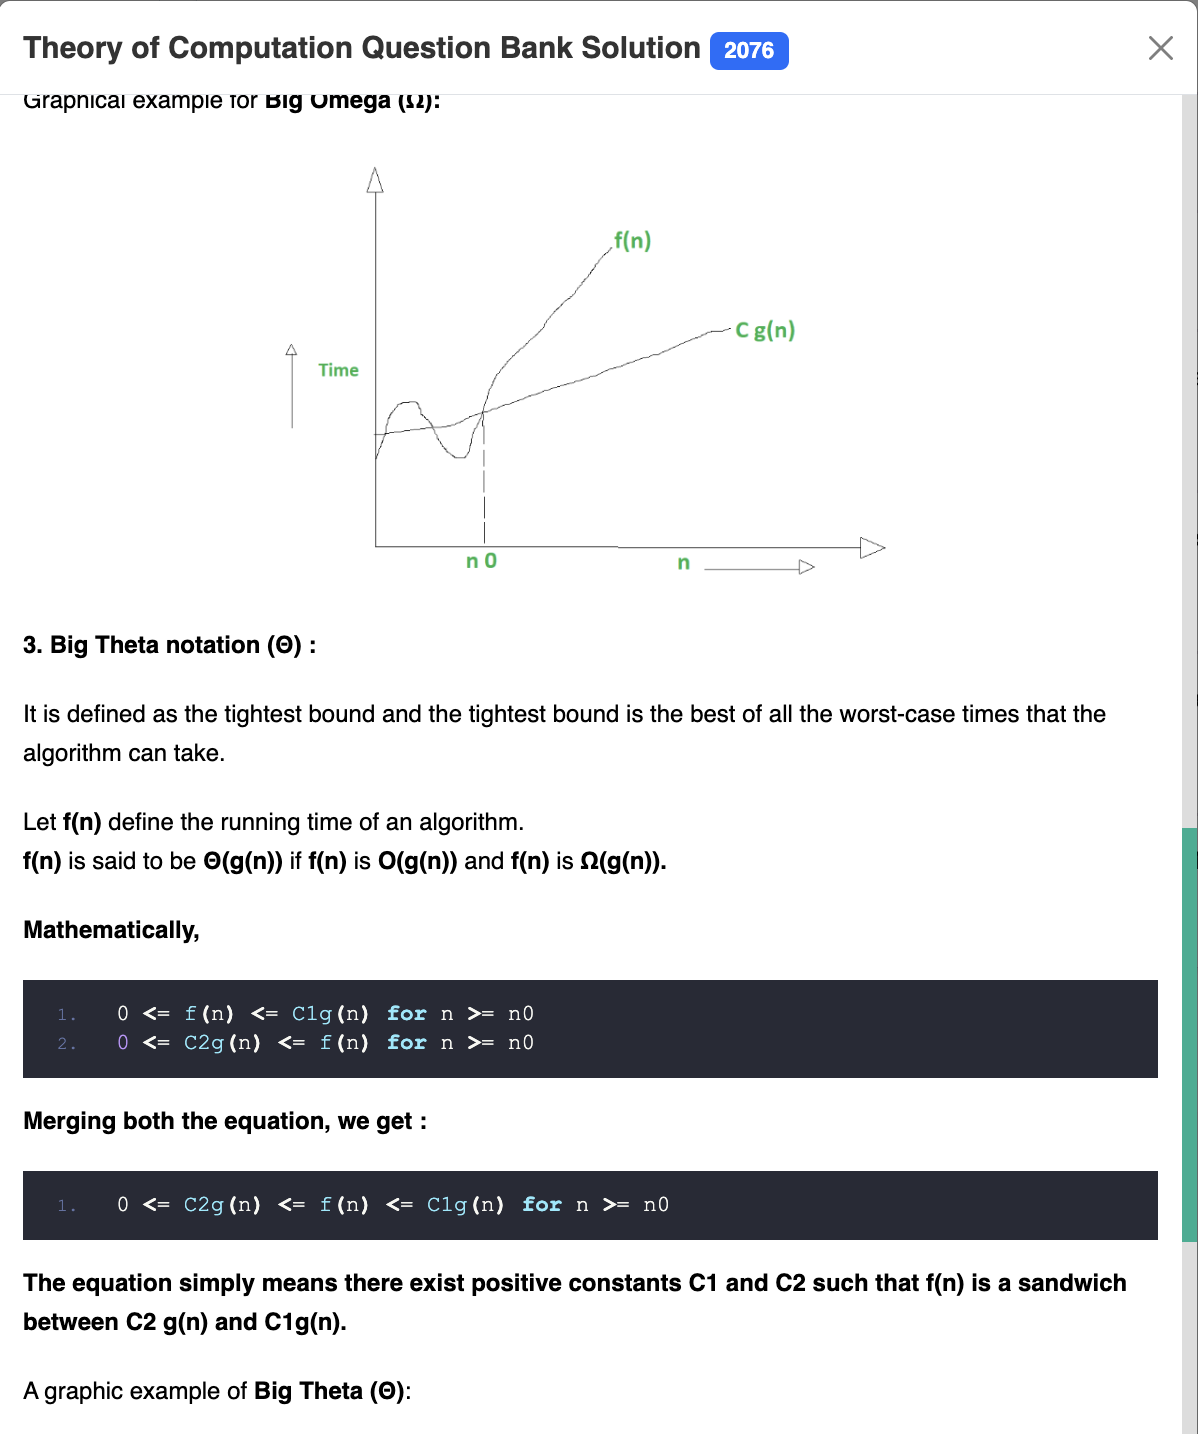 Theory of Computation Question Bank Solution 2076
Graphical example for Big Omega (Ω):
f(n)
C g(n)
Time
n 0
n
3. Big Theta notation (Θ) :
It is defined as the tightest bound and the tightest bound is the best of all the worst-case times that the
algorithm can take.
Let f(n) define the running time of an algorithm.
f(n) is said to be Θ(g(n)) if f(n) is O(g(n)) and f(n) is Ω(g(n)).
Mathematically,
1. 0 <= f(n) <= C1g(n) for n >= n0
2. 0 <= C2g(n) <= f(n) for n >= n0
Merging both the equation, we get :
1. 0 <= C2g(n) <= f(n) <= C1g(n) for n >= n0
The equation simply means there exist positive constants C1 and C2 such that f(n) is a sandwich
between C2 g(n) and C1g(n).
A graphic example of Big Theta (Θ):